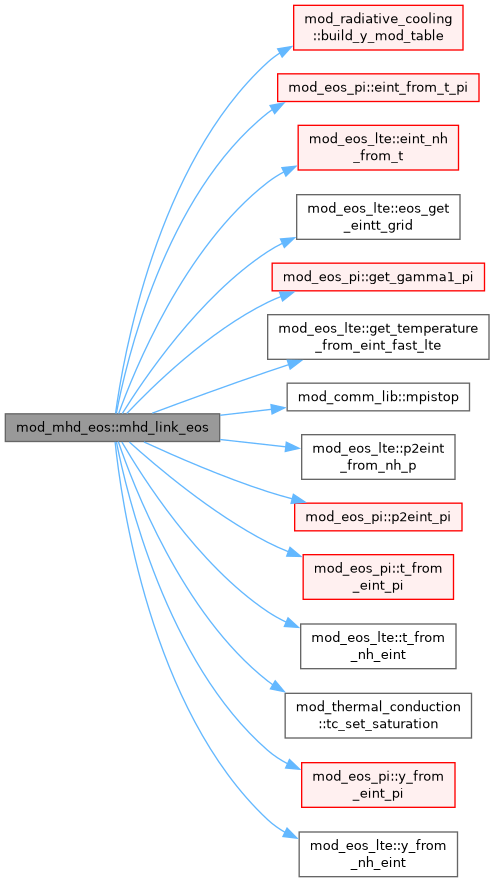 mod_radiative_cooling
::build_y_mod_table
mod_eos_pi::eint_from_t_pi
mod_eos_lte::eint_nh
_from_t
mod_eos_lte::eos_get
_eintt_grid
mod_eos_pi::get_gamma1_pi
mod_eos_lte::get_temperature
_from_eint_fast_lte
mod_comm_lib::mpistop
mod_mhd_eos::mhd_link_eos
mod_eos_lte::p2eint
_from_nh_p
mod_eos_pi::p2eint_pi
mod_eos_pi::t_from
_eint_pi
mod_eos_lte::t_from
_nh_eint
mod_thermal_conduction
::tc_set_saturation
mod_eos_pi::y_from
_eint_pi
mod_eos_lte::y_from
_nh_eint